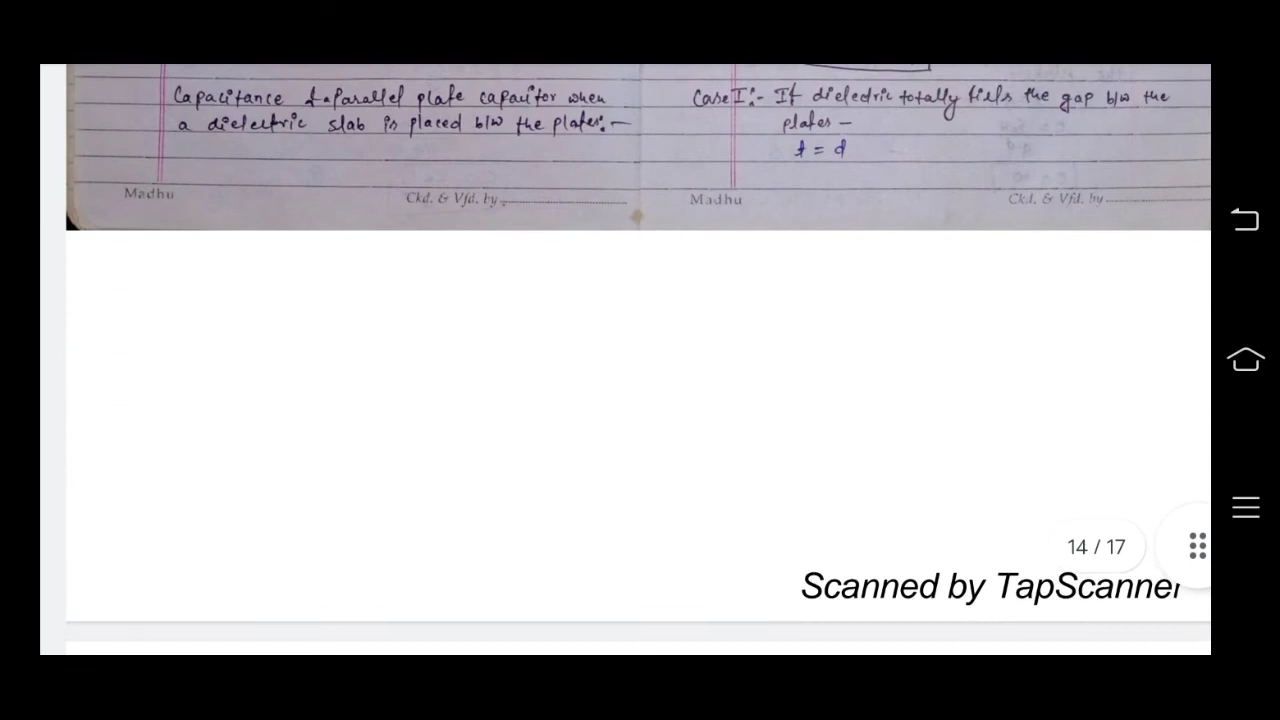 Capacitance of a Parallel plate capacitor when
a dielectric slab is placed b/w the plates:-
Madhu
Ckd. & Vfd. by
Case I:- If dielectric totally fills the gap b/w the
plates -
t = d
Madhu
Ckd. & Vfd. by
14 / 17
Scanned by TapScanner